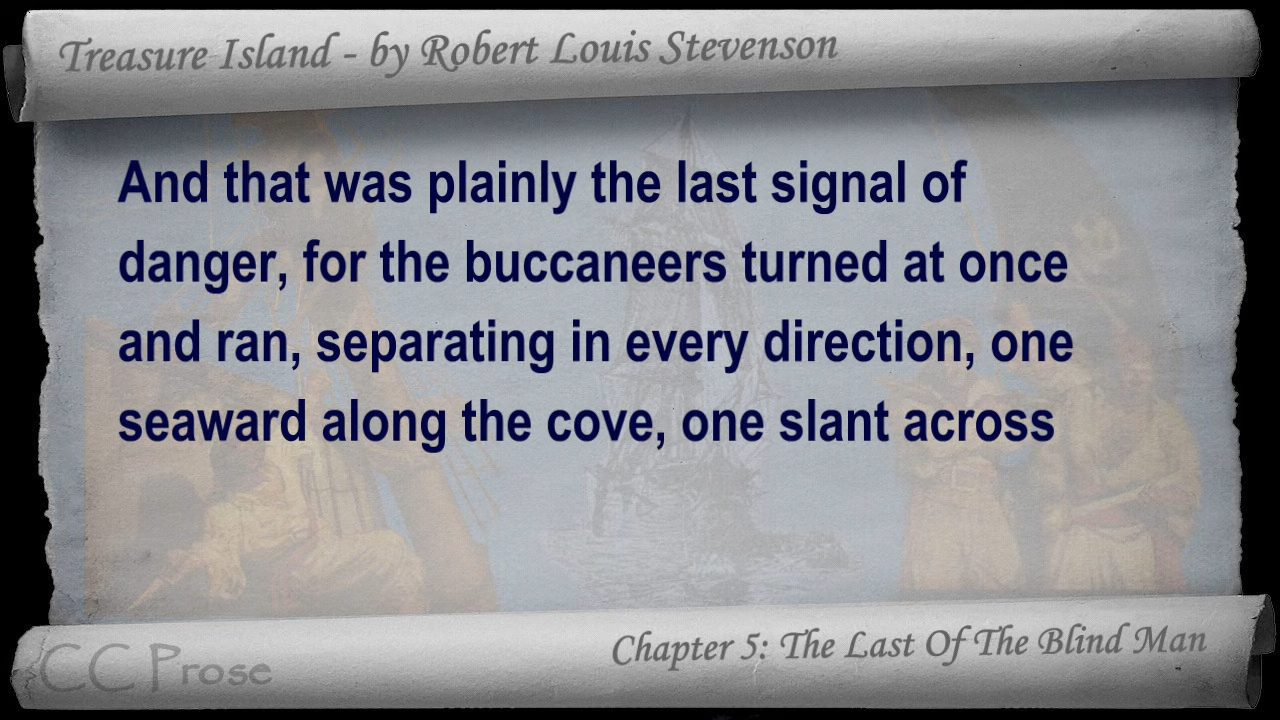 Treasure Island - by Robert Louis Stevenson
And that was plainly the last signal of
danger, for the buccaneers turned at once
and ran, separating in every direction, one
seaward along the cove, one slant across
Chapter 5: The Last Of The Blind Man
CC Prose